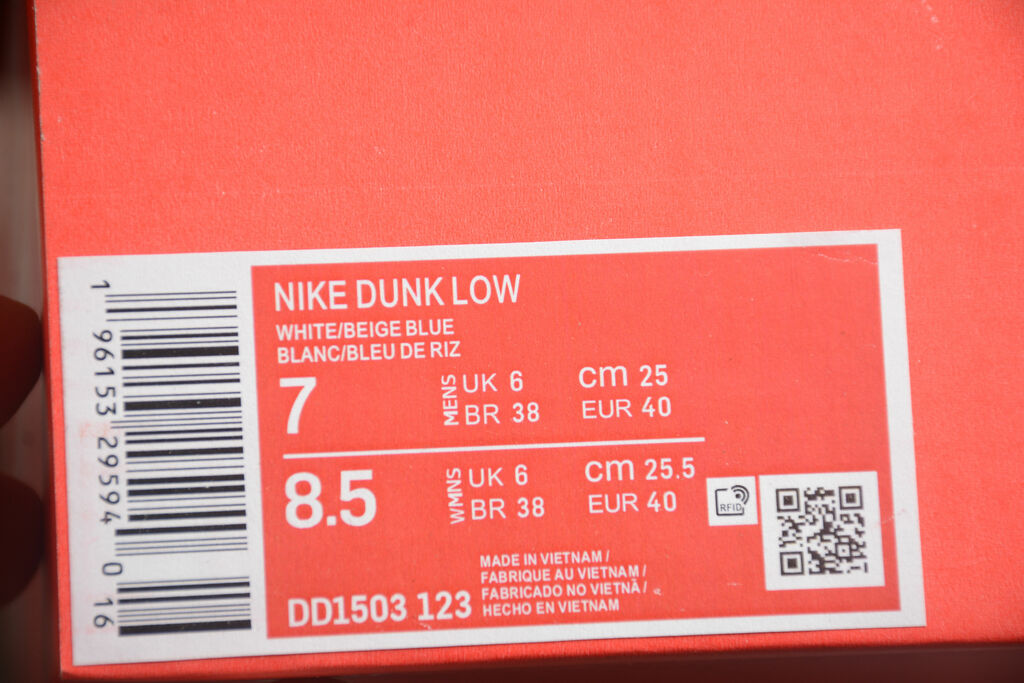 NIKE DUNK LOW
WHITE/BEIGE BLUE
BLANC/BLEU DE RIZ
7 MENS UK 6 cm 25
BR 38 EUR 40
8.5 WMNS UK 6 cm 25.5
BR 38 EUR 40
RFID
MADE IN VIETNAM /
FABRIQUE AU VIETNAM /
FABRICADO NO VIETNÃ /
HECHO EN VIETNAM
DD1503 123
1 96153 29594 0 16